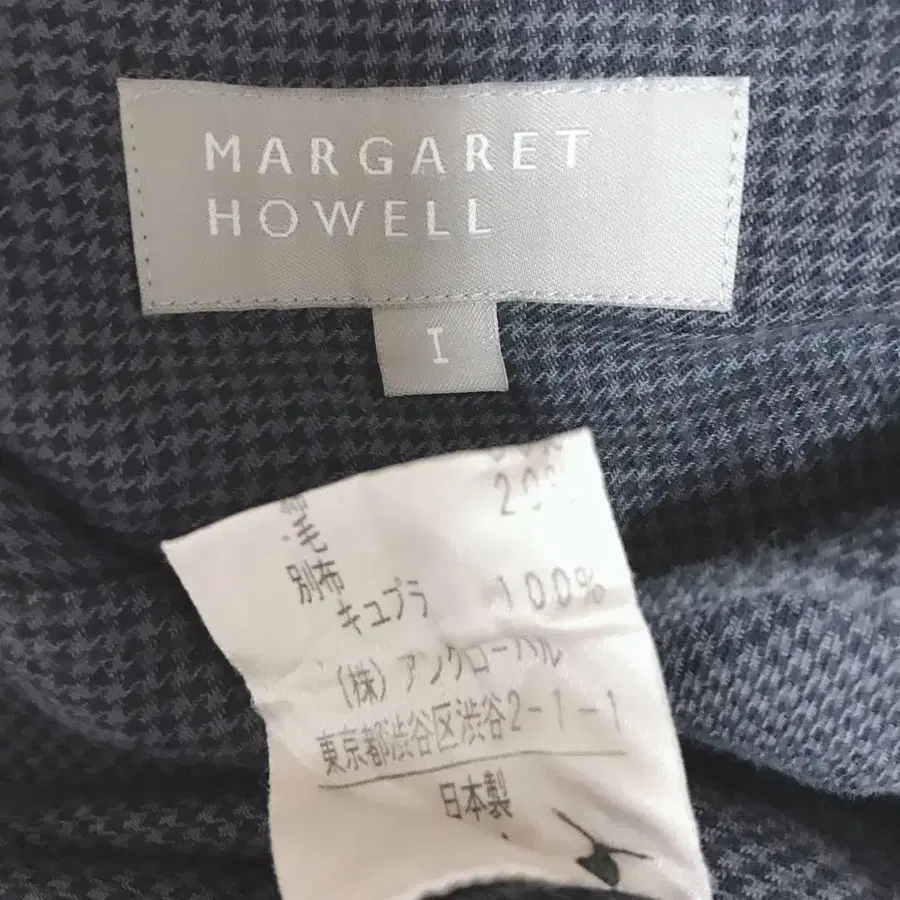 MARGARET
HOWELL
I
毛 20%
別布
キュプラ 100%
(株)アングローバル
東京都渋谷区渋谷2-1-1
日本製